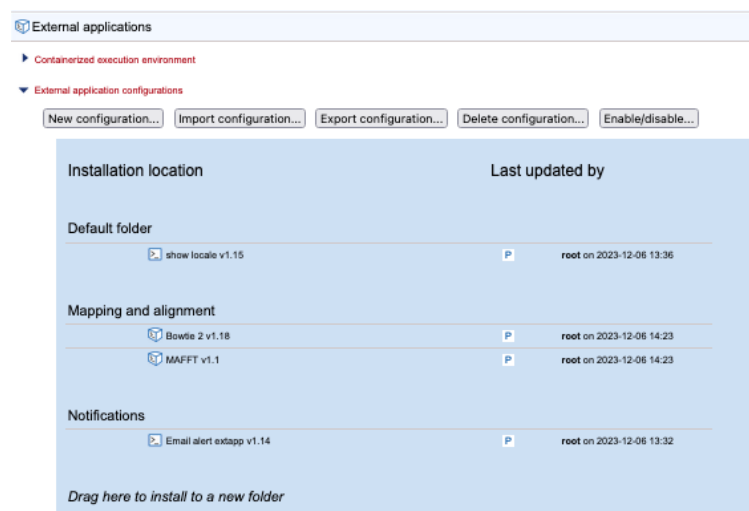 External applications
Containerized execution environment
External application configurations
New configuration... Import configuration... Export configuration... Delete configuration... Enable/disable...
Installation location Last updated by
Default folder
show locale v1.15 P root on 2023-12-06 13:36
Mapping and alignment
Bowtie 2 v1.18 P root on 2023-12-06 14:23
MAFFT v1.1 P root on 2023-12-06 14:23
Notifications
Email alert extapp v1.14 P root on 2023-12-06 13:32
Drag here to install to a new folder